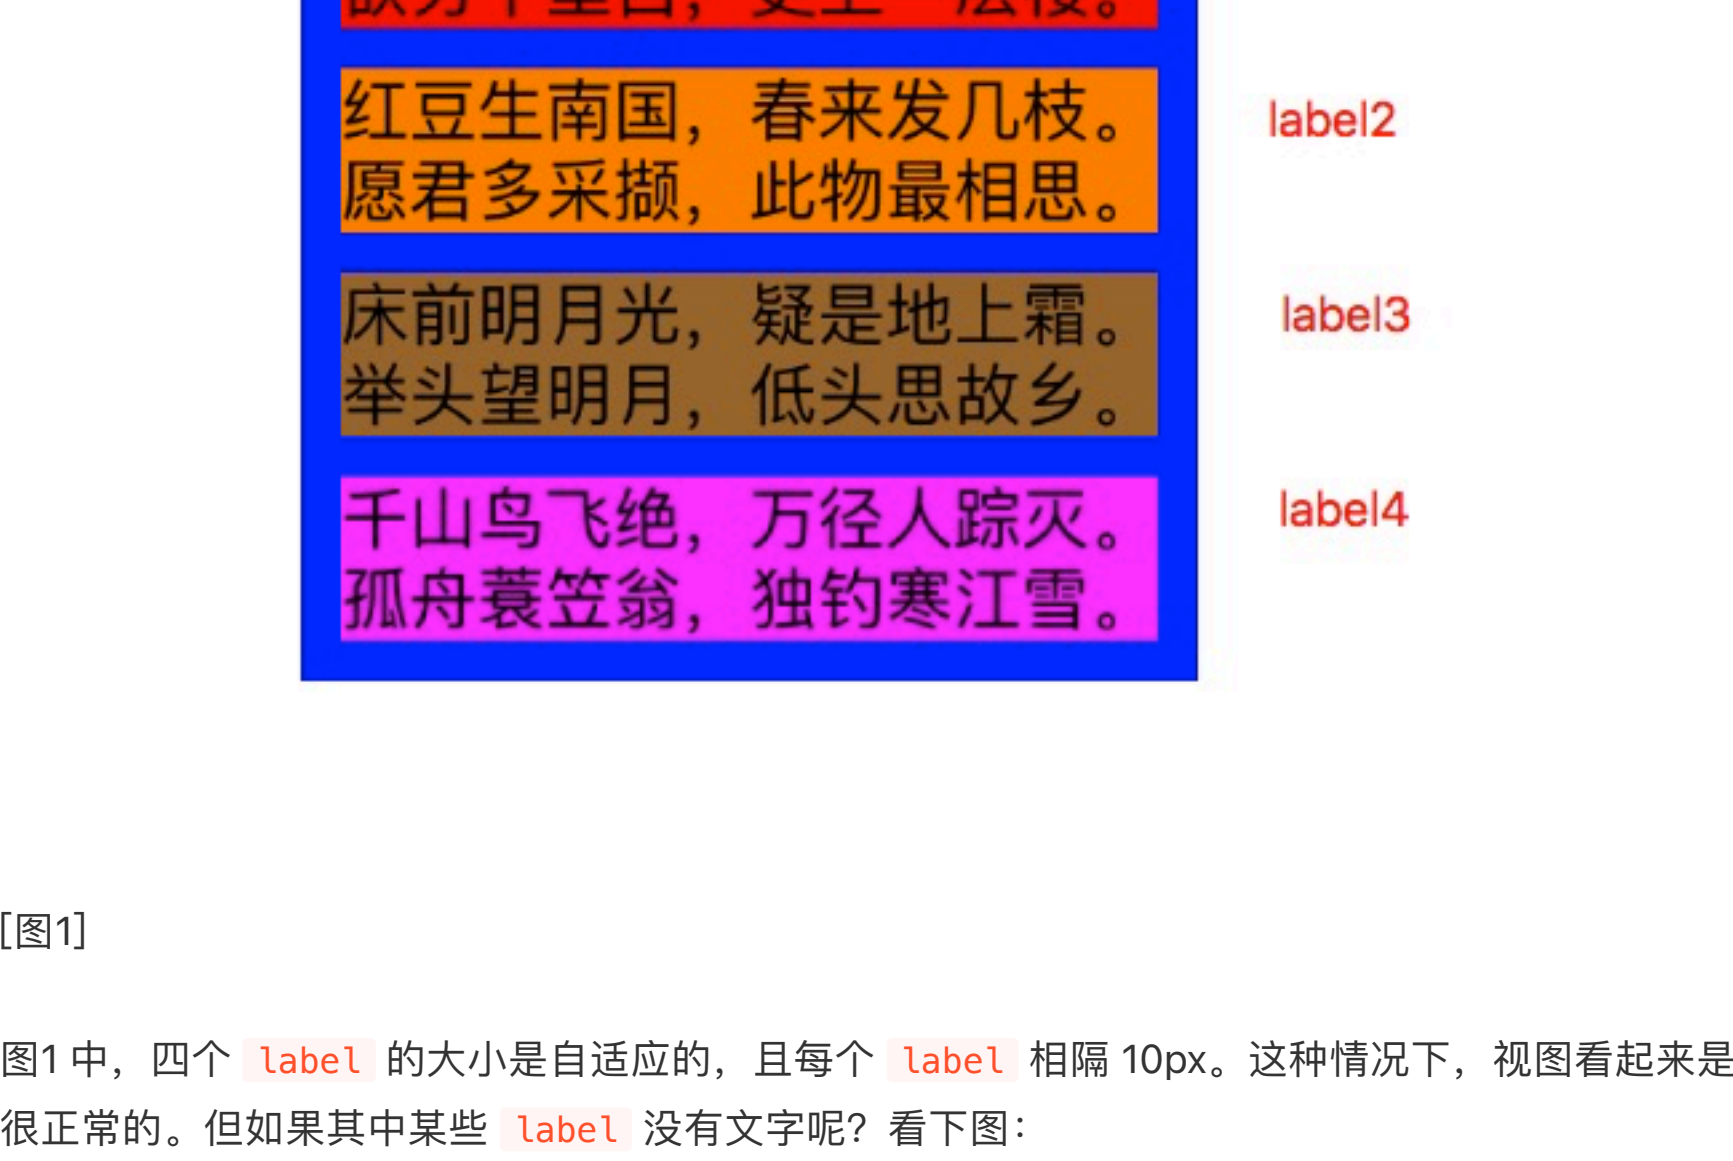 红豆生南国，春来发几枝。
愿君多采撷，此物最相思。
label2
床前明月光，疑是地上霜。
举头望明月，低头思故乡。
label3
千山鸟飞绝，万径人踪灭。
孤舟蓑笠翁，独钓寒江雪。
label4
[图1]
图1 中，四个 label 的大小是自适应的，且每个 label 相隔 10px。这种情况下，视图看起来是
很正常的。但如果其中某些 label 没有文字呢？看下图：